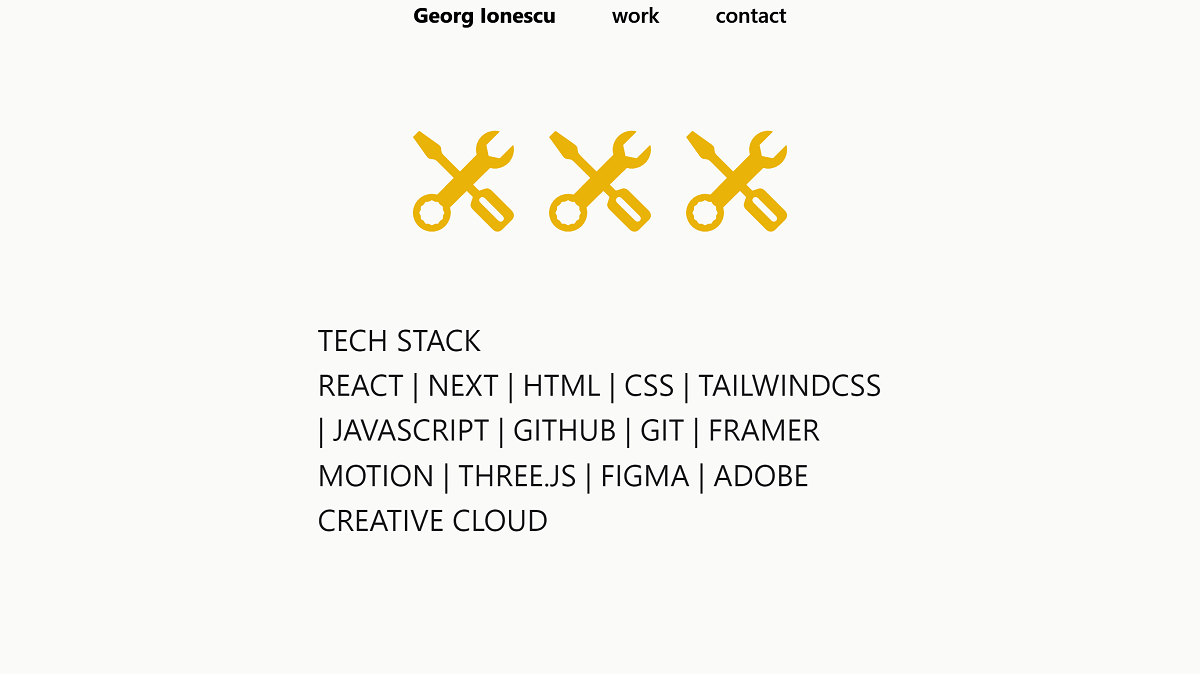 Georg Ionescu work contact
TECH STACK
REACT | NEXT | HTML | CSS | TAILWINDCSS
| JAVASCRIPT | GITHUB | GIT | FRAMER
MOTION | THREE.JS | FIGMA | ADOBE
CREATIVE CLOUD